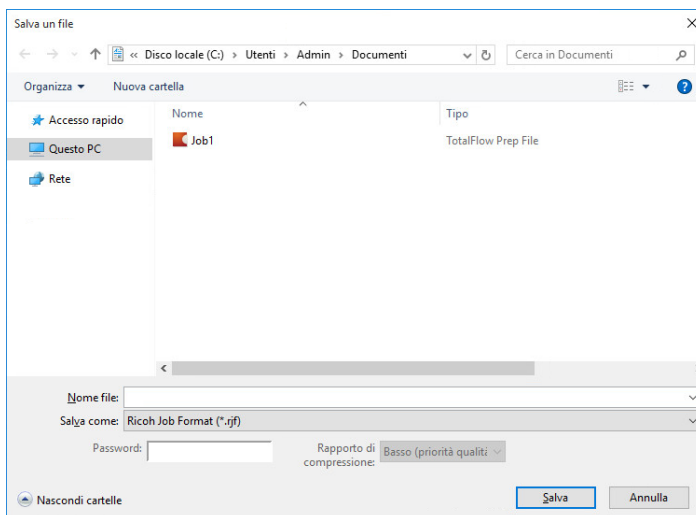 Salva un file
« Disco locale (C:) › Utenti › Admin › Documenti Cerca in Documenti
Organizza Nuova cartella ?
Accesso rapido
Questo PC
Rete
Nome Tipo
Job1 TotalFlow Prep File
Nome file:
Salva come: Ricoh Job Format (*.rjf)
Password: Rapporto di compressione: Basso (priorità qualità
Nascondi cartelle Salva Annulla